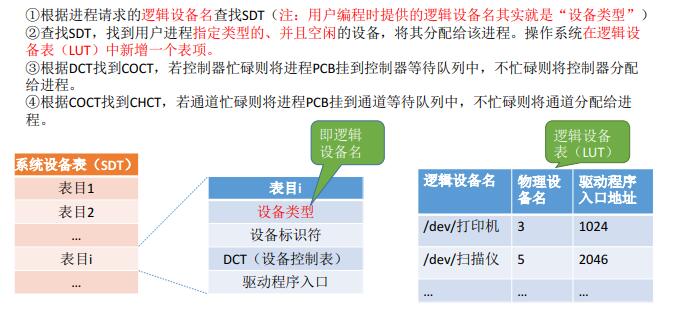 ①根据进程请求的逻辑设备名查找SDT（注：用户编程时提供的逻辑设备名其实就是“设备类型”）
②查找SDT，找到用户进程指定类型的、并且空闲的设备，将其分配给该进程。操作系统在逻辑设
备表（LUT）中新增一个表项。
③根据DCT找到COCT，若控制器忙碌则将进程PCB挂到控制器等待队列中，不忙碌则将控制器分配
给进程。
④根据COCT找到CHCT，若通道忙碌则将进程PCB挂到通道等待队列中，不忙碌则将通道分配给进
程。
即逻辑
设备名
逻辑设备
表（LUT）
系统设备表（SDT）
表目1
表目2
...
表目i
...
表目i
设备类型
设备标识符
DCT（设备控制表）
驱动程序入口
逻辑设备名 物理设备名 驱动程序入口地址
/dev/打印机 3 1024
/dev/扫描仪 5 2046
... ... ...